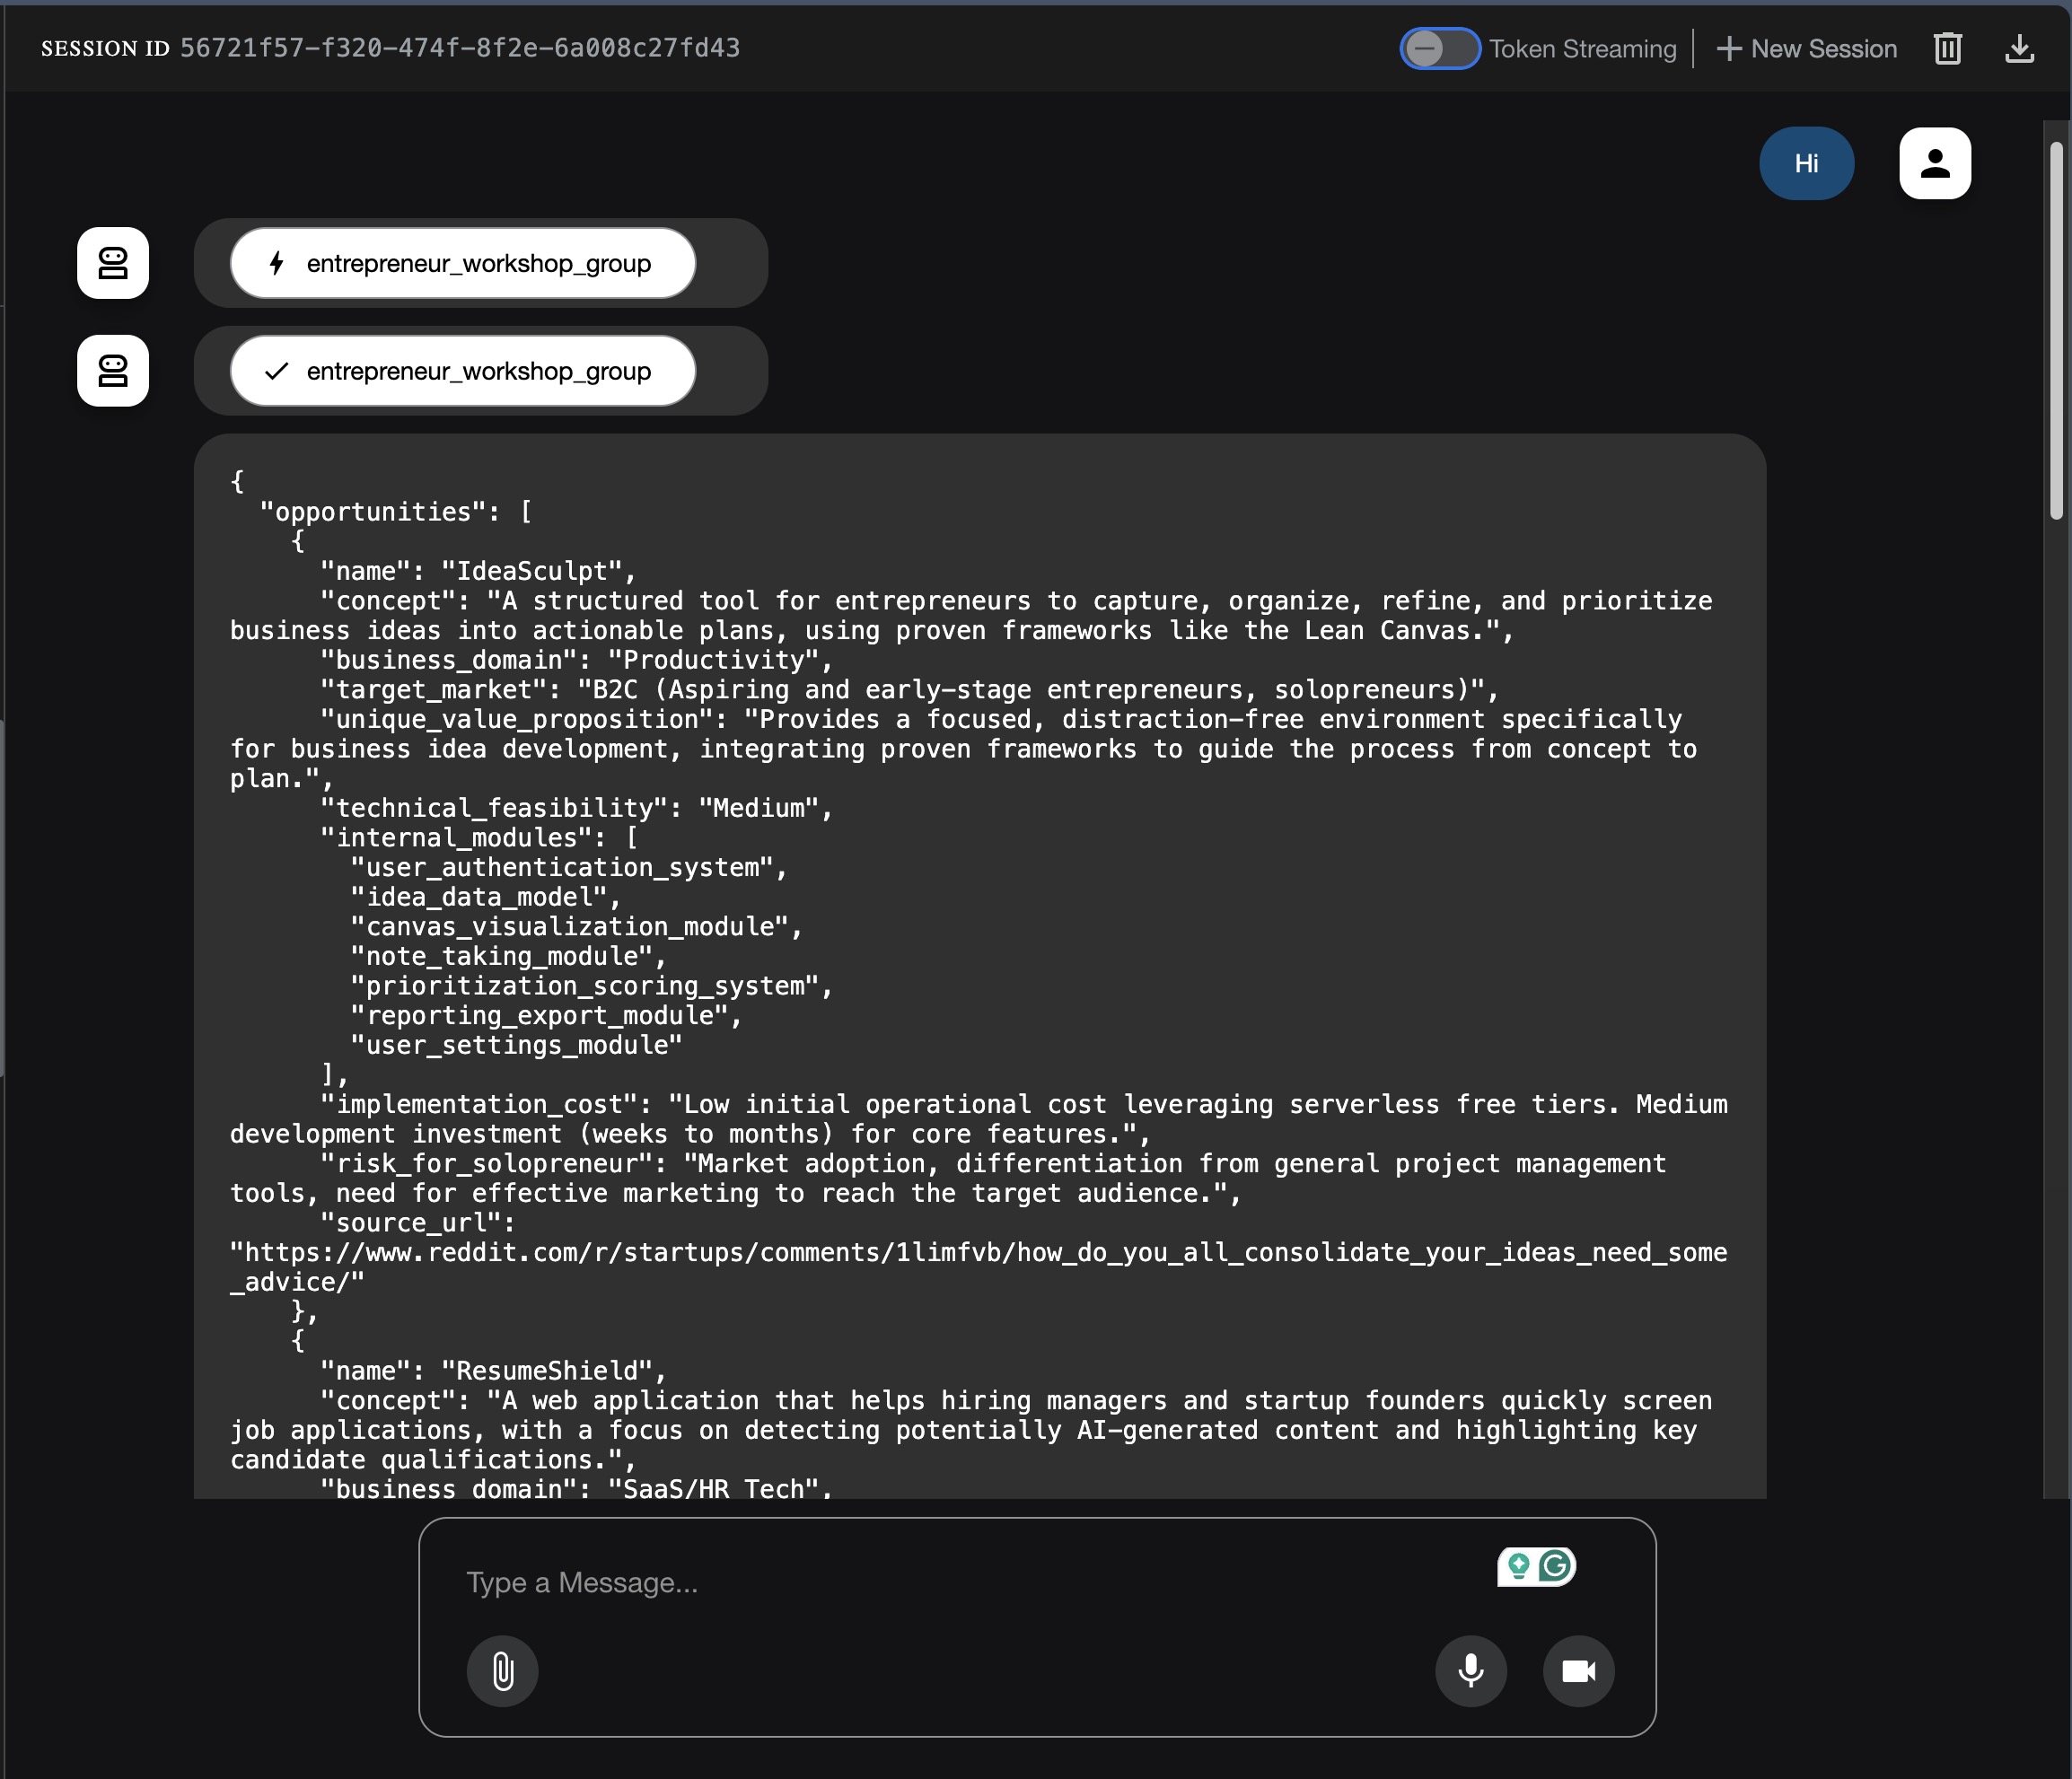 SESSION ID 56721f57-f320-474f-8f2e-6a008c27fd43
Token Streaming
New Session
Hi
entrepreneur_workshop_group
entrepreneur_workshop_group
{
  "opportunities": [
    {
      "name": "IdeaSculpt",
      "concept": "A structured tool for entrepreneurs to capture, organize, refine, and prioritize
business ideas into actionable plans, using proven frameworks like the Lean Canvas.",
      "business_domain": "Productivity",
      "target_market": "B2C (Aspiring and early-stage entrepreneurs, solopreneurs)",
      "unique_value_proposition": "Provides a focused, distraction-free environment specifically
for business idea development, integrating proven frameworks to guide the process from concept to
plan.",
      "technical_feasibility": "Medium",
      "internal_modules": [
        "user_authentication_system",
        "idea_data_model",
        "canvas_visualization_module",
        "note_taking_module",
        "prioritization_scoring_system",
        "reporting_export_module",
        "user_settings_module"
      ],
      "implementation_cost": "Low initial operational cost leveraging serverless free tiers. Medium
development investment (weeks to months) for core features.",
      "risk_for_solopreneur": "Market adoption, differentiation from general project management
tools, need for effective marketing to reach the target audience.",
      "source_url":
"https://www.reddit.com/r/startups/comments/1limfvb/how_do_you_all_consolidate_your_ideas_need_some
_advice/"
    },
    {
      "name": "ResumeShield",
      "concept": "A web application that helps hiring managers and startup founders quickly screen
job applications, with a focus on detecting potentially AI-generated content and highlighting key
candidate qualifications.",
      "business_domain": "SaaS/HR Tech",
Type a Message...